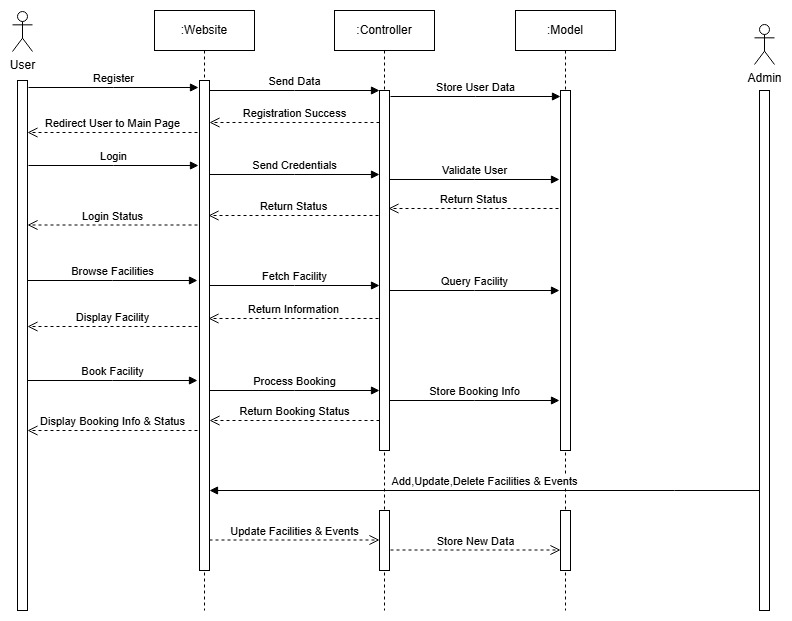 :Website
:Controller
:Model
User
Admin
Register
Send Data
Store User Data
Registration Success
Redirect User to Main Page
Login
Send Credentials
Validate User
Return Status
Return Status
Login Status
Browse Facilities
Fetch Facility
Query Facility
Return Information
Display Facility
Book Facility
Process Booking
Store Booking Info
Return Booking Status
Display Booking Info & Status
Add,Update,Delete Facilities & Events
Update Facilities & Events
Store New Data